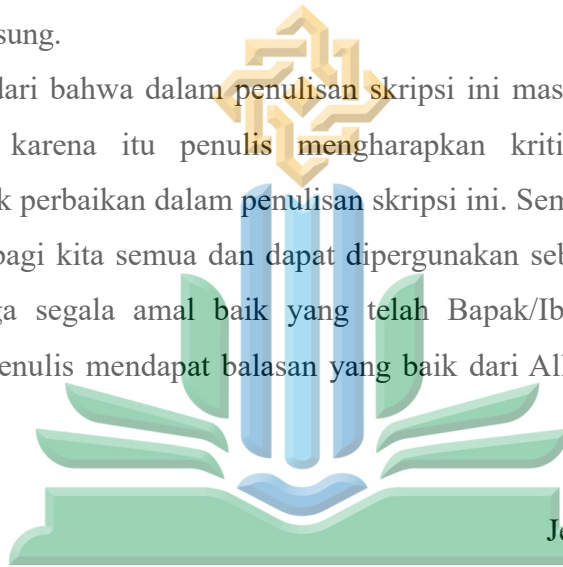 sung.
dari bahwa dalam penulisan skripsi ini mas
karena itu penulis mengharapkan kriti
k perbaikan dalam penulisan skripsi ini. Sem
bagi kita semua dan dapat dipergunakan seb
ga segala amal baik yang telah Bapak/Ib
enulis mendapat balasan yang baik dari All
Je